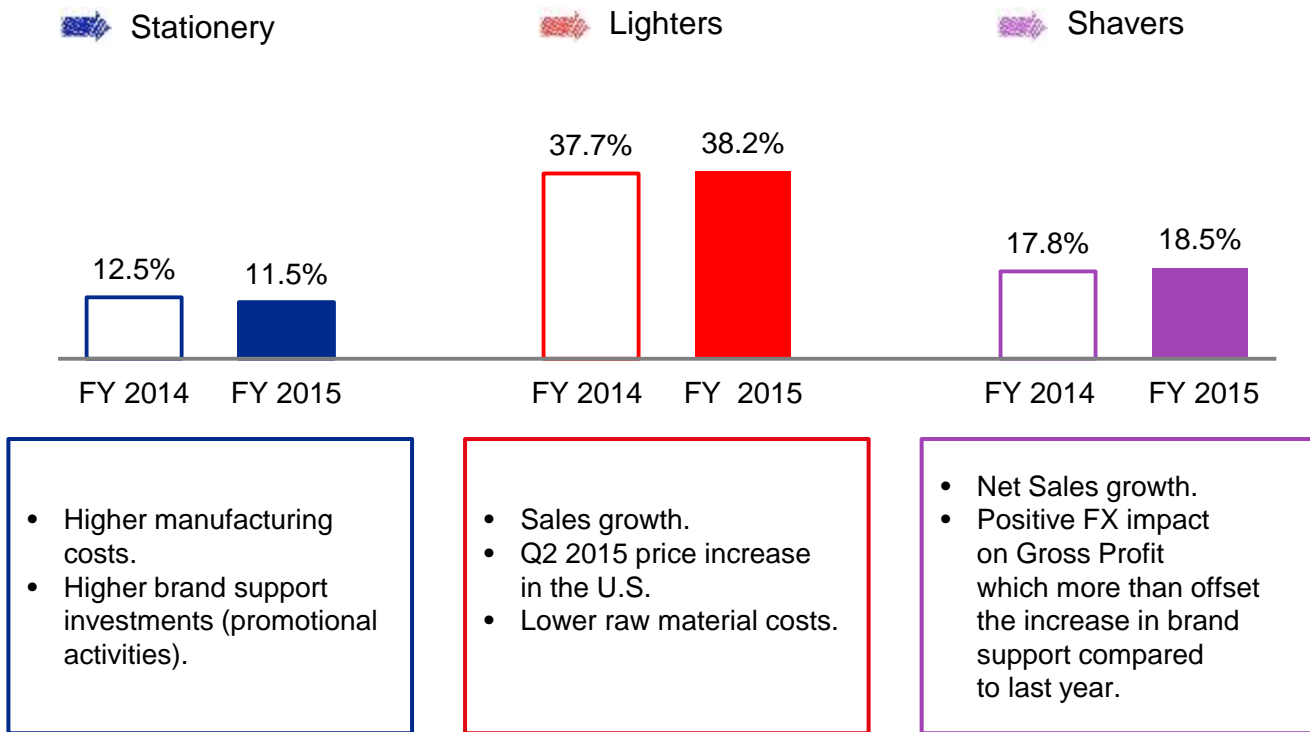 Stationery
Lighters
Shavers
12.5%
11.5%
37.7%
38.2%
17.8%
18.5%
FY 2014
FY 2015
FY 2014
FY 2015
FY 2014
FY 2015
• Higher manufacturing
costs.
• Higher brand support
investments (promotional
activities).
• Sales growth.
• Q2 2015 price increase
in the U.S.
• Lower raw material costs.
• Net Sales growth.
• Positive FX impact
on Gross Profit
which more than offset
the increase in brand
support compared
to last year.